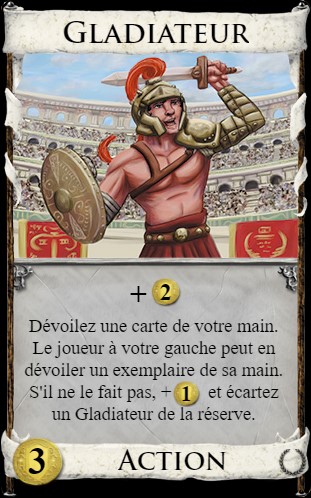 GLADIATEUR
+ 2
Dévoilez une carte de votre main.
Le joueur à votre gauche peut en
dévoiler un exemplaire de sa main.
S'il ne le fait pas, + 1 et écartez
un Gladiateur de la réserve.
3 ACTION